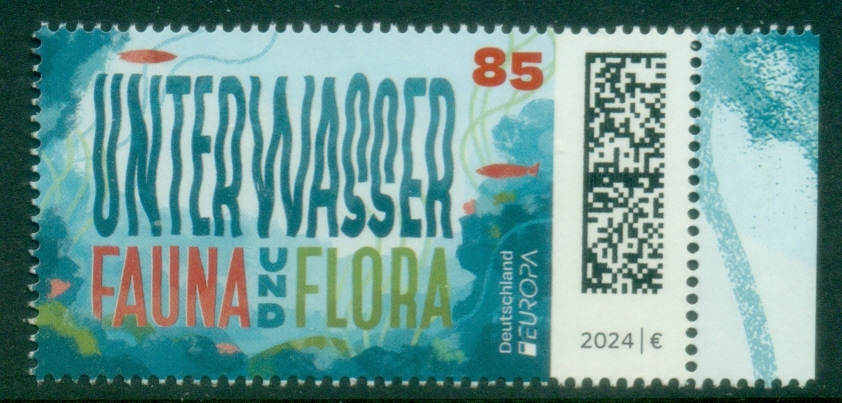 85
UNTERWASSER
FAUNA UND FLORA
Deutschland
EUROPA
2024 | €